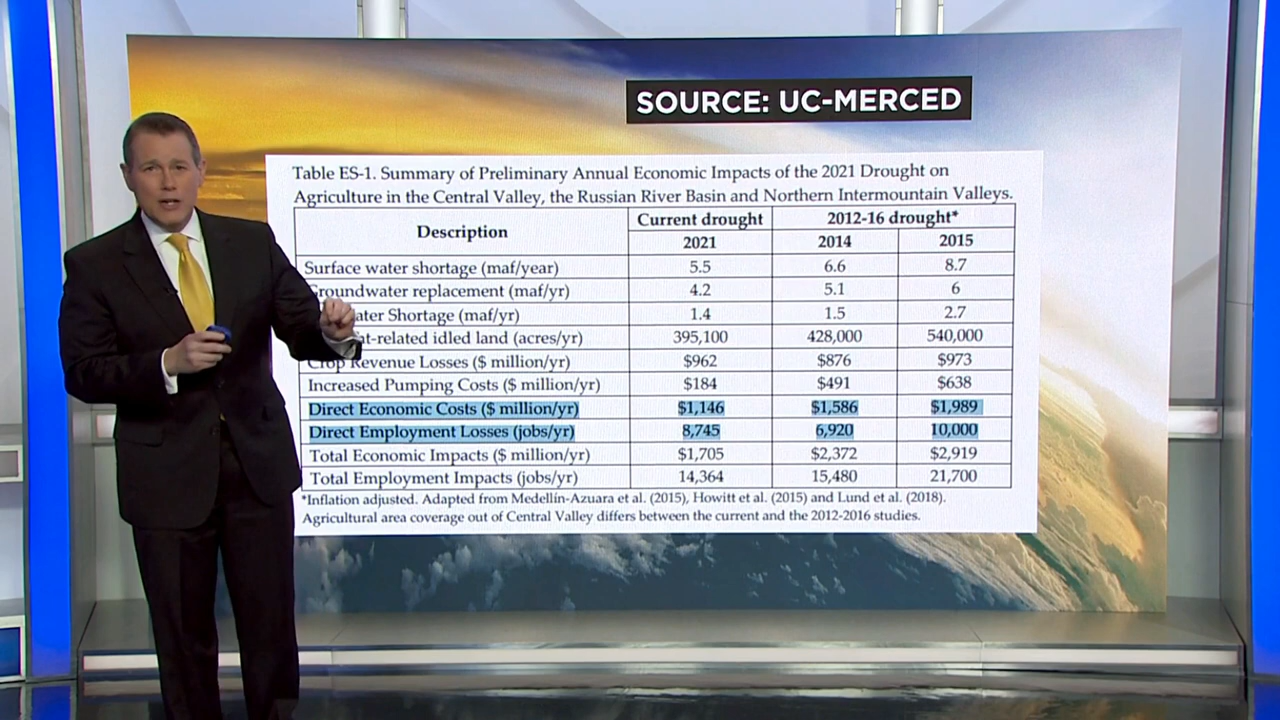 SOURCE: UC-MERCED
Table ES-1. Summary of Preliminary Annual Economic Impacts of the 2021 Drought on
Agriculture in the Central Valley, the Russian River Basin and Northern Intermountain Valleys.
Description Current drought 2012-16 drought*
2021 2014 2015
Surface water shortage (maf/year) 5.5 6.6 8.7
Groundwater replacement (maf/yr) 4.2 5.1 6
Shortage (maf/yr) 1.4 1.5 2.7
idled land (acres/yr) 395,100 428,000 540,000
Crop Revenue Losses ($ million/yr) $962 $876 $973
Increased Pumping Costs ($ million/yr) $184 $491 $638
Direct Economic Costs ($ million/yr) $1,146 $1,586 $1,989
Direct Employment Losses (jobs/yr) 8,745 6,920 10,000
Total Economic Impacts ($ million/yr) $1,705 $2,372 $2,919
Total Employment Impacts (jobs/yr) 14,364 15,480 21,700
*Inflation adjusted. Adapted from Medellín-Azuara et al. (2015), Howitt et al. (2015) and Lund et al. (2018).
Agricultural area coverage out of Central Valley differs between the current and the 2012-2016 studies.